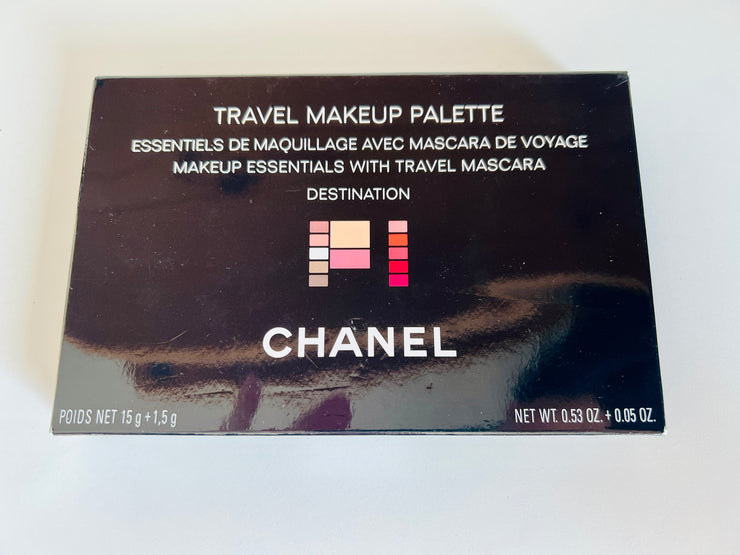 TRAVEL MAKEUP PALETTE
ESSENTIELS DE MAQUILLAGE AVEC MASCARA DE VOYAGE
MAKEUP ESSENTIALS WITH TRAVEL MASCARA
DESTINATION
CHANEL
POIDS NET 15 g + 1,5 g
NET WT. 0.53 OZ. + 0.05 OZ.